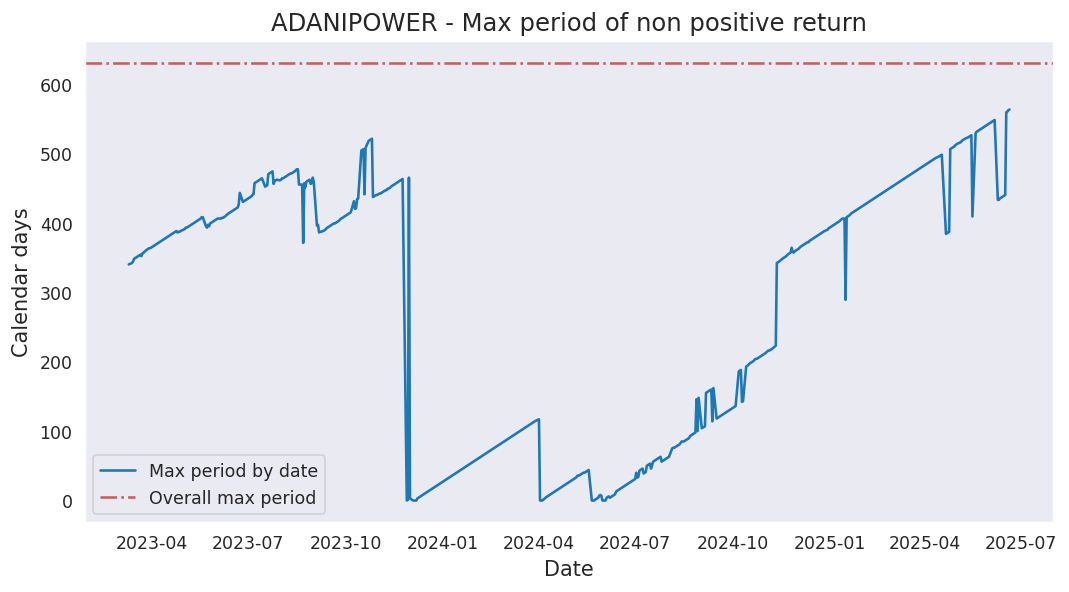 ADANIPOWER - Max period of non positive return
Calendar days
600
500
400
300
200
100
0
Max period by date
Overall max period
2023-04 2023-07 2023-10 2024-01 2024-04 2024-07 2024-10 2025-01 2025-04 2025-07
Date